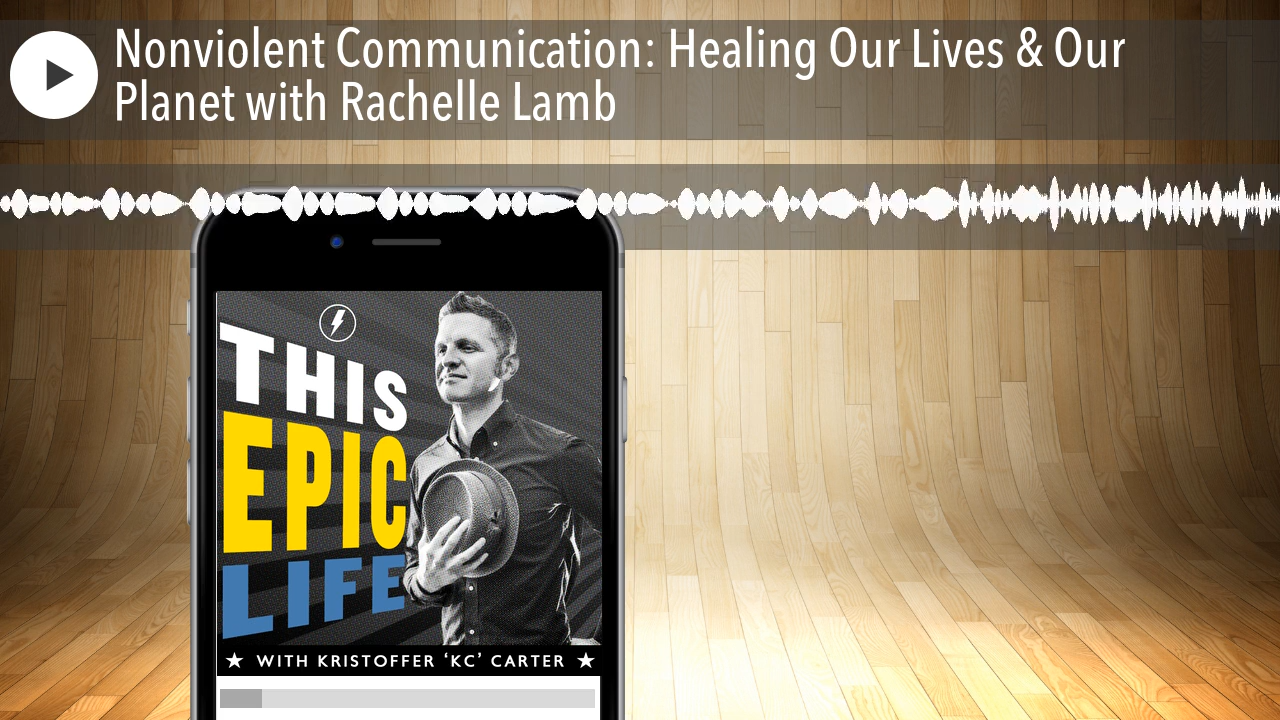 Nonviolent Communication: Healing Our Lives & Our
Planet with Rachelle Lamb
THIS
EPIC
LIFE
★ WITH KRISTOFFER ‘KC’ CARTER ★